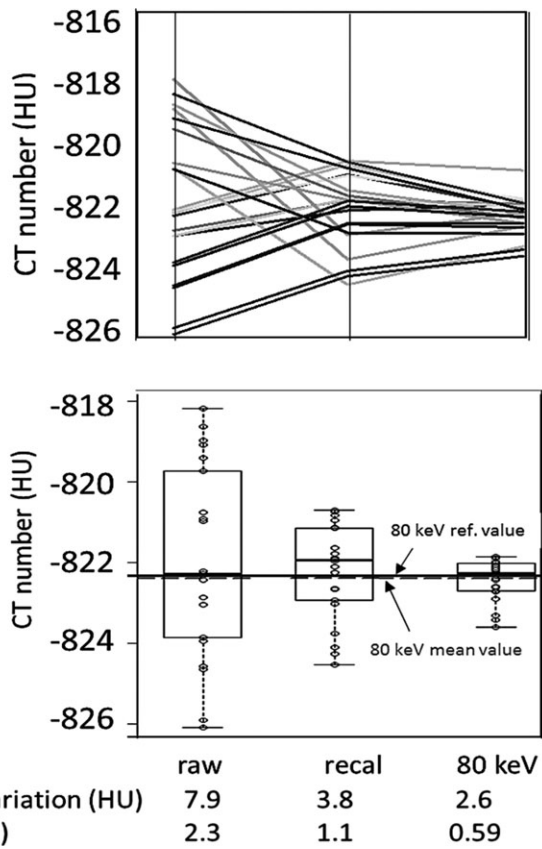 CT number (HU)
-816
-818
-820
-822
-824
-826
CT number (HU)
-818
-820
-822
-824
-826
80 keV ref. value
80 keV mean value
raw recal 80 keV
(HU) 7.9 3.8 2.6
) 2.3 1.1 0.59